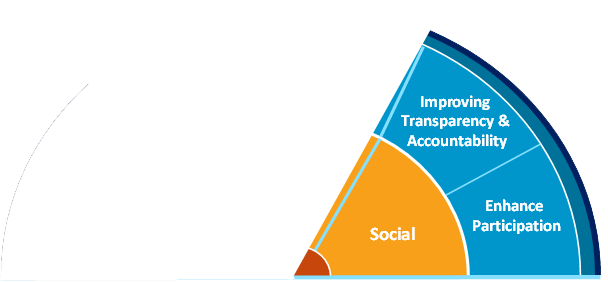 Improving
Transparency &
Accountability
Enhance
Participation
Social